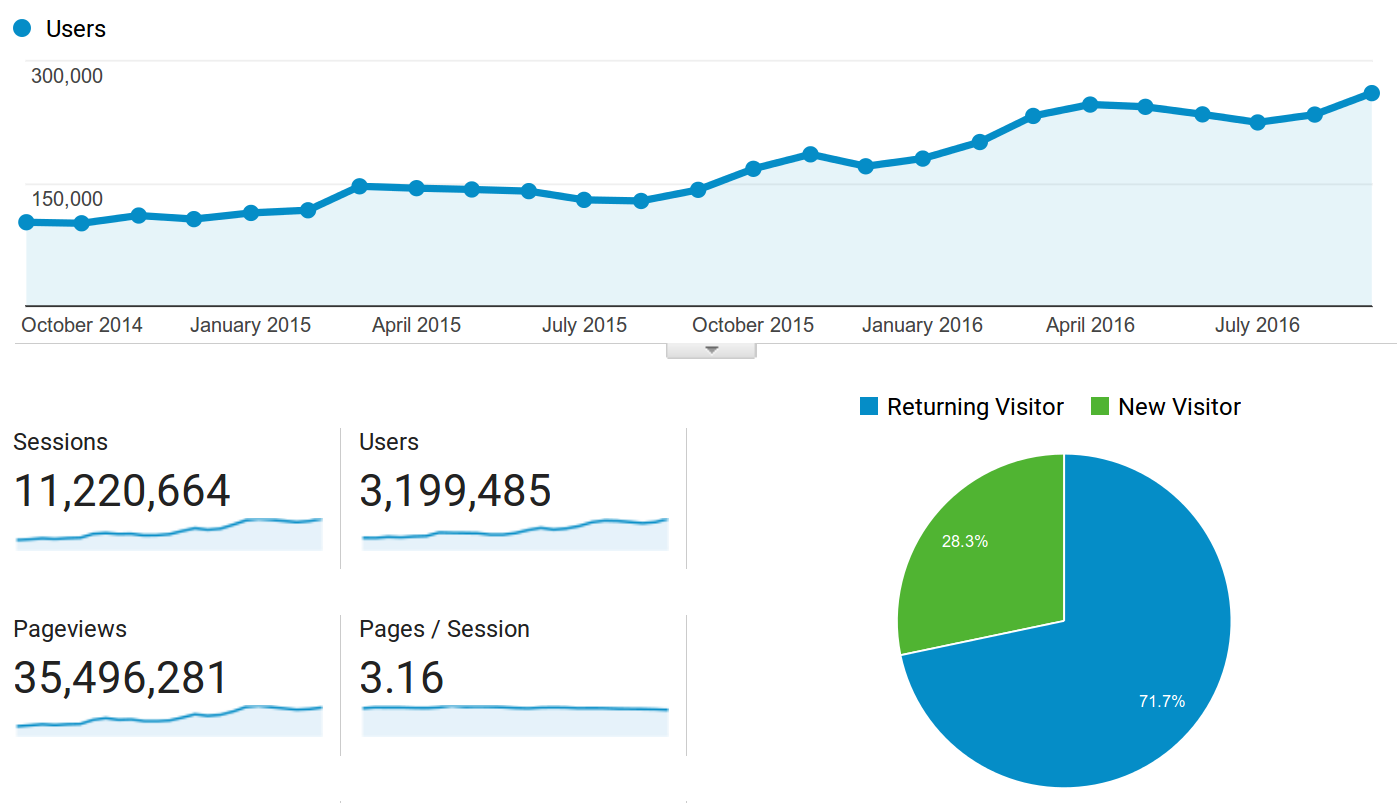 Users
300,000
150,000
October 2014 January 2015 April 2015 July 2015 October 2015 January 2016 April 2016 July 2016
Returning Visitor New Visitor
Sessions Users
11,220,664 3,199,485
28.3%
Pageviews Pages / Session
35,496,281 3.16
71.7%